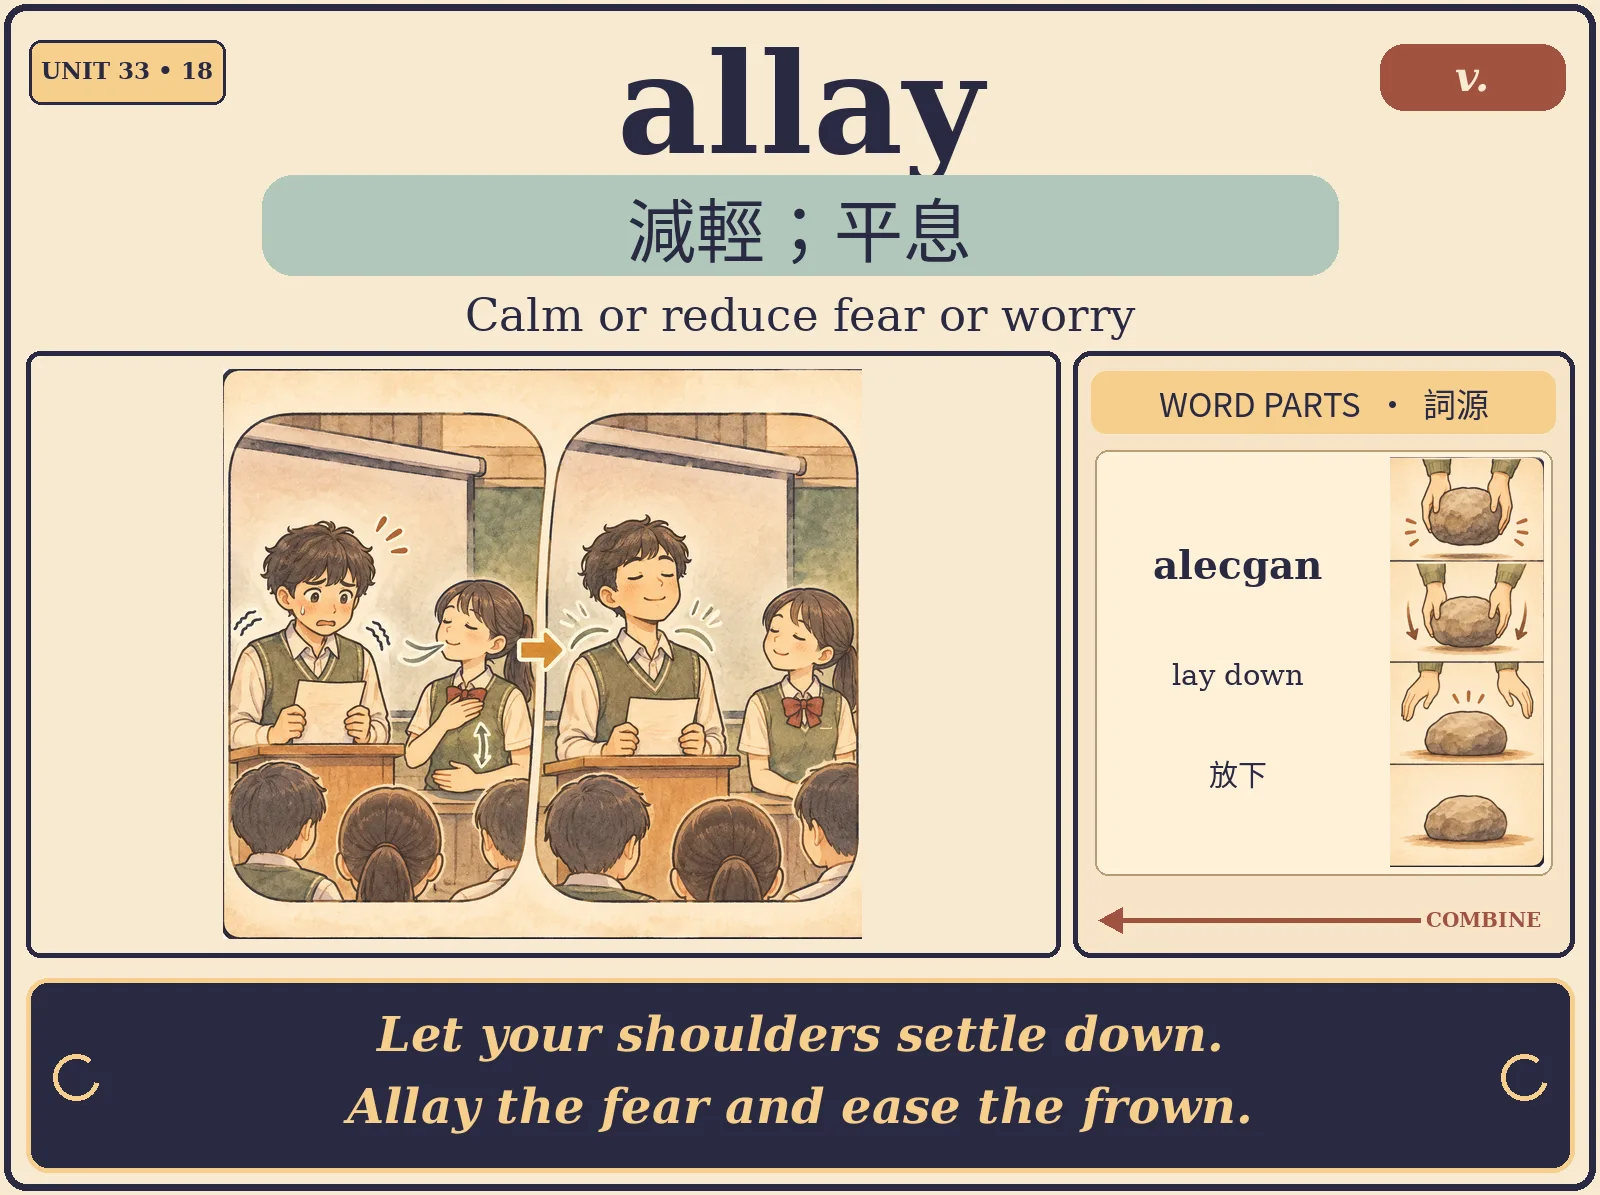 UNIT 33 • 18
allay
v.
減輕；平息
Calm or reduce fear or worry
WORD PARTS • 詞源
alecgan
lay down
放下
COMBINE
Let your shoulders settle down.
Allay the fear and ease the frown.